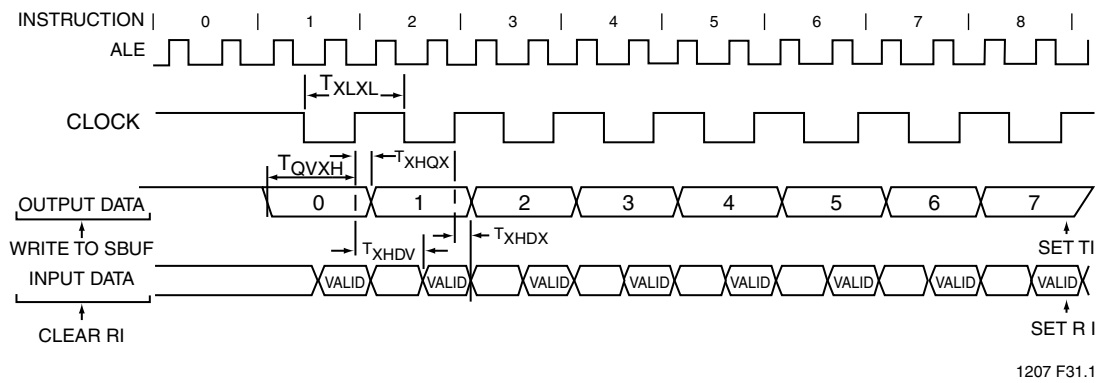 INSTRUCTION | 0 | 1 | 2 | 3 | 4 | 5 | 6 | 7 | 8 |
ALE
TXLXL
CLOCK
TQVXH TXHQX
OUTPUT DATA 0 1 2 3 4 5 6 7
WRITE TO SBUF TXHDV TXHDX SET TI
INPUT DATA VALID VALID VALID VALID VALID VALID VALID VALID
CLEAR RI SET R I
1207 F31.1